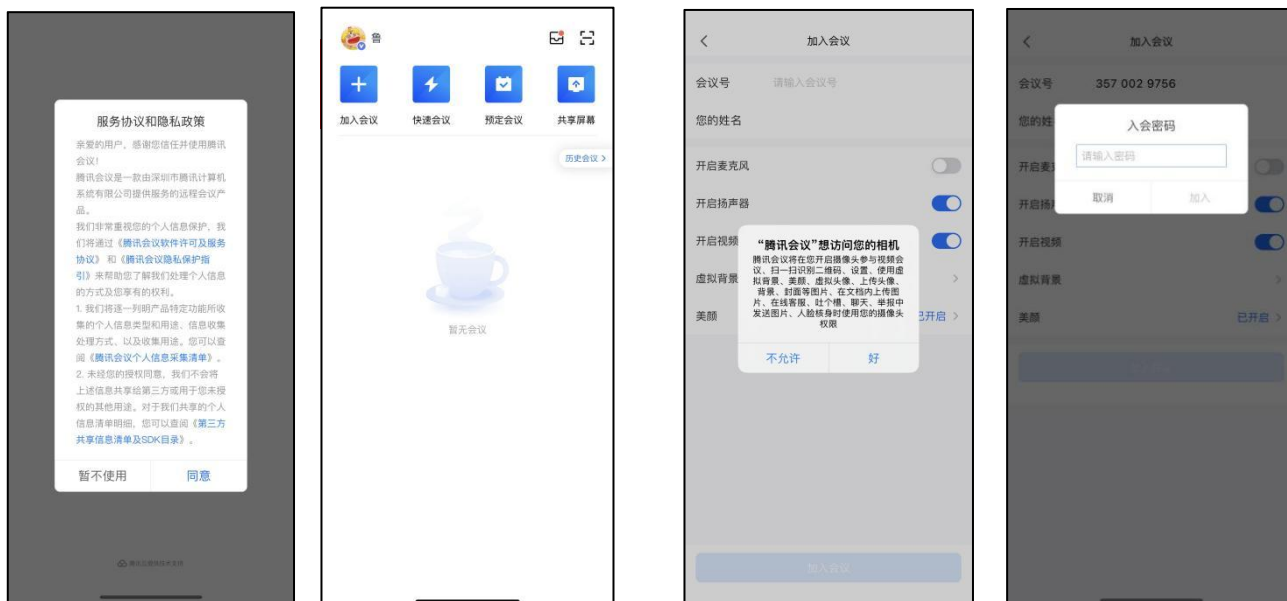 服务协议和隐私政策
亲爱的用户，感谢您信任并使用腾讯
会议！
腾讯会议是一款由深圳市腾讯计算机
系统有限公司提供服务的远程会议产
品。
我们非常重视您的个人信息保护，我
们将通过《腾讯会议软件许可及服务
协议》 和《腾讯会议隐私保护指
引》来帮助您了解我们处理个人信息
的方式及您享有的权利。
1. 我们将逐一列明产品特定功能所收
集的个人信息类型和用途、信息收集
处理方式、以及收集用途。您可以查
阅《腾讯会议个人信息采集清单》。
2. 未经您的授权同意，我们不会将
上述信息共享给第三方或用于您未授
权的其他用途。对于我们共享的个人
信息清单明细，您可以查阅《第三方
共享信息清单及SDK目录》。
暂不使用 同意
鲁
加入会议 快速会议 预定会议 共享屏幕
历史会议 >
暂无会议
加入会议
会议号 请输入会议号
您的姓名
开启麦克风
开启扬声器
开启视频
虚拟背景
美颜 已开启 >
“腾讯会议”想访问您的相机
腾讯会议将在您开启摄像头参与视频会
议、扫一扫识别二维码、设置、使用虚
拟背景、美颜、虚拟头像、上传头像、
背景、封面等图片、在文档内上传图
片、在线客服、吐个槽、聊天、举报中
发送图片、人脸核身时使用您的摄像头
权限
不允许 好
加入会议
加入会议
会议号 357 002 9756
您的姓
入会密码
请输入密码
取消 加入
开启麦
开启扬
开启视频
虚拟背景
美颜 已开启 >